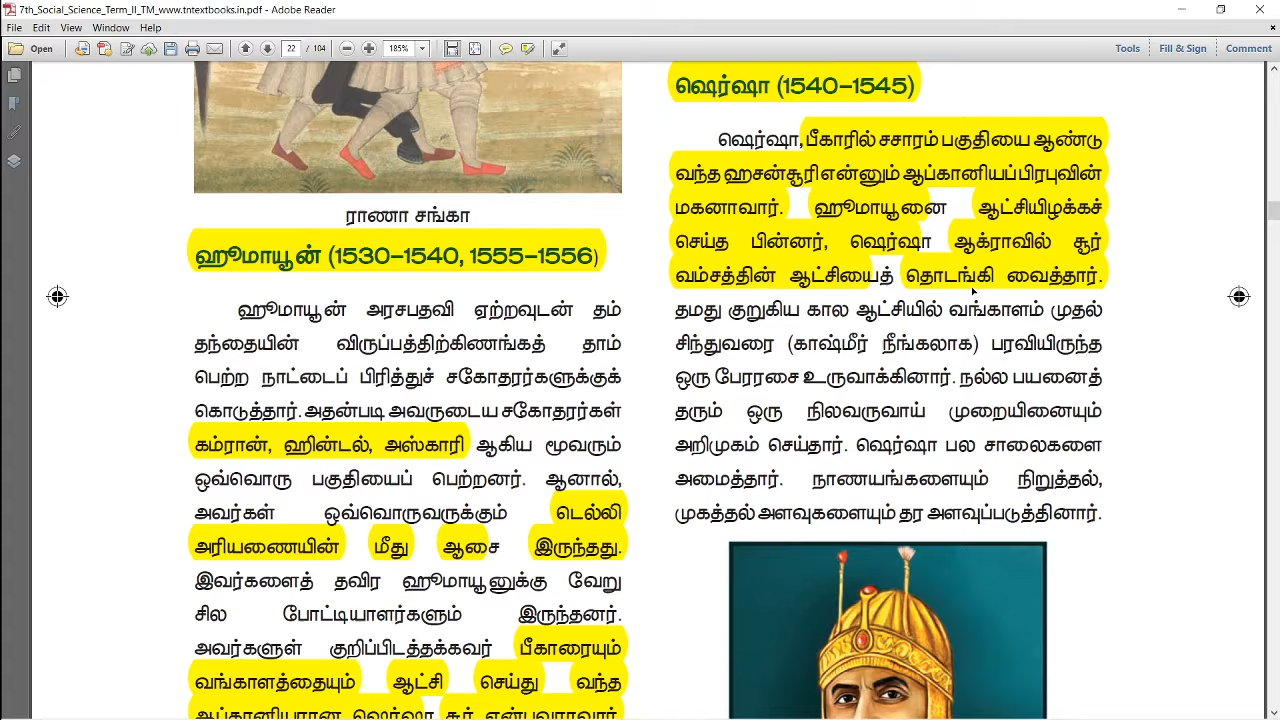 7th_Social_Science_Term_II_TM_www.tntextbooks.in.pdf - Adobe Reader
File Edit View Window Help
Open 22 / 104 185% Tools Fill & Sign Comment
ராணா சங்கா
ஹூமாயூன் (1530–1540, 1555–1556)
ஹூமாயூன் அரசபதவி ஏற்றவுடன் தம்
தந்தையின் விருப்பத்திற்கிணங்கத் தாம்
பெற்ற நாட்டைப் பிரித்துச் சகோதரர்களுக்குக்
கொடுத்தார். அதன்படி அவருடைய சகோதரர்கள்
கம்ரான், ஹின்டல், அஸ்காரி ஆகிய மூவரும்
ஒவ்வொரு பகுதியைப் பெற்றனர். ஆனால்,
அவர்கள் ஒவ்வொருவருக்கும் டெல்லி
அரியணையின் மீது ஆசை இருந்தது.
இவர்களைத் தவிர ஹூமாயூனுக்கு வேறு
சில போட்டியாளர்களும் இருந்தனர்.
அவர்களுள் குறிப்பிடத்தக்கவர் பீகாரையும்
வங்காளத்தையும் ஆட்சி செய்து வந்த
ஆப்கானியரான ஷெர்ஷா சூர் என்பவராவார்.
ஷெர்ஷா (1540–1545)
ஷெர்ஷா, பீகாரில் சசாரம் பகுதியை ஆண்டு
வந்த ஹசன்சூரி என்னும் ஆப்கானியப் பிரபுவின்
மகனாவார். ஹூமாயூனை ஆட்சியிழக்கச்
செய்த பின்னர், ஷெர்ஷா ஆக்ராவில் சூர்
வம்சத்தின் ஆட்சியைத் தொடங்கி வைத்தார்.
தமது குறுகிய கால ஆட்சியில் வங்காளம் முதல்
சிந்துவரை (காஷ்மீர் நீங்கலாக) பரவியிருந்த
ஒரு பேரரசை உருவாக்கினார். நல்ல பயனைத்
தரும் ஒரு நிலவருவாய் முறையினையும்
அறிமுகம் செய்தார். ஷெர்ஷா பல சாலைகளை
அமைத்தார். நாணயங்களையும் நிறுத்தல்,
முகத்தல் அளவுகளையும் தர அளவுப்படுத்தினார்.